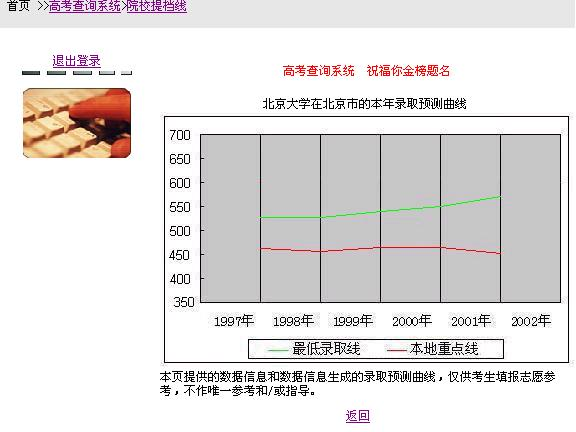 首页 >>高考查询系统>院校提档线
退出登录
高考查询系统 祝福你金榜题名
北京大学在北京市的本年录取预测曲线
700
650
600
550
500
450
400
350
1997年 1998年 1999年 2000年 2001年 2002年
最低录取线 本地重点线
本页提供的数据信息和数据信息生成的录取预测曲线，仅供考生填报志愿参
考，不作唯一参考和/或指导。
返回